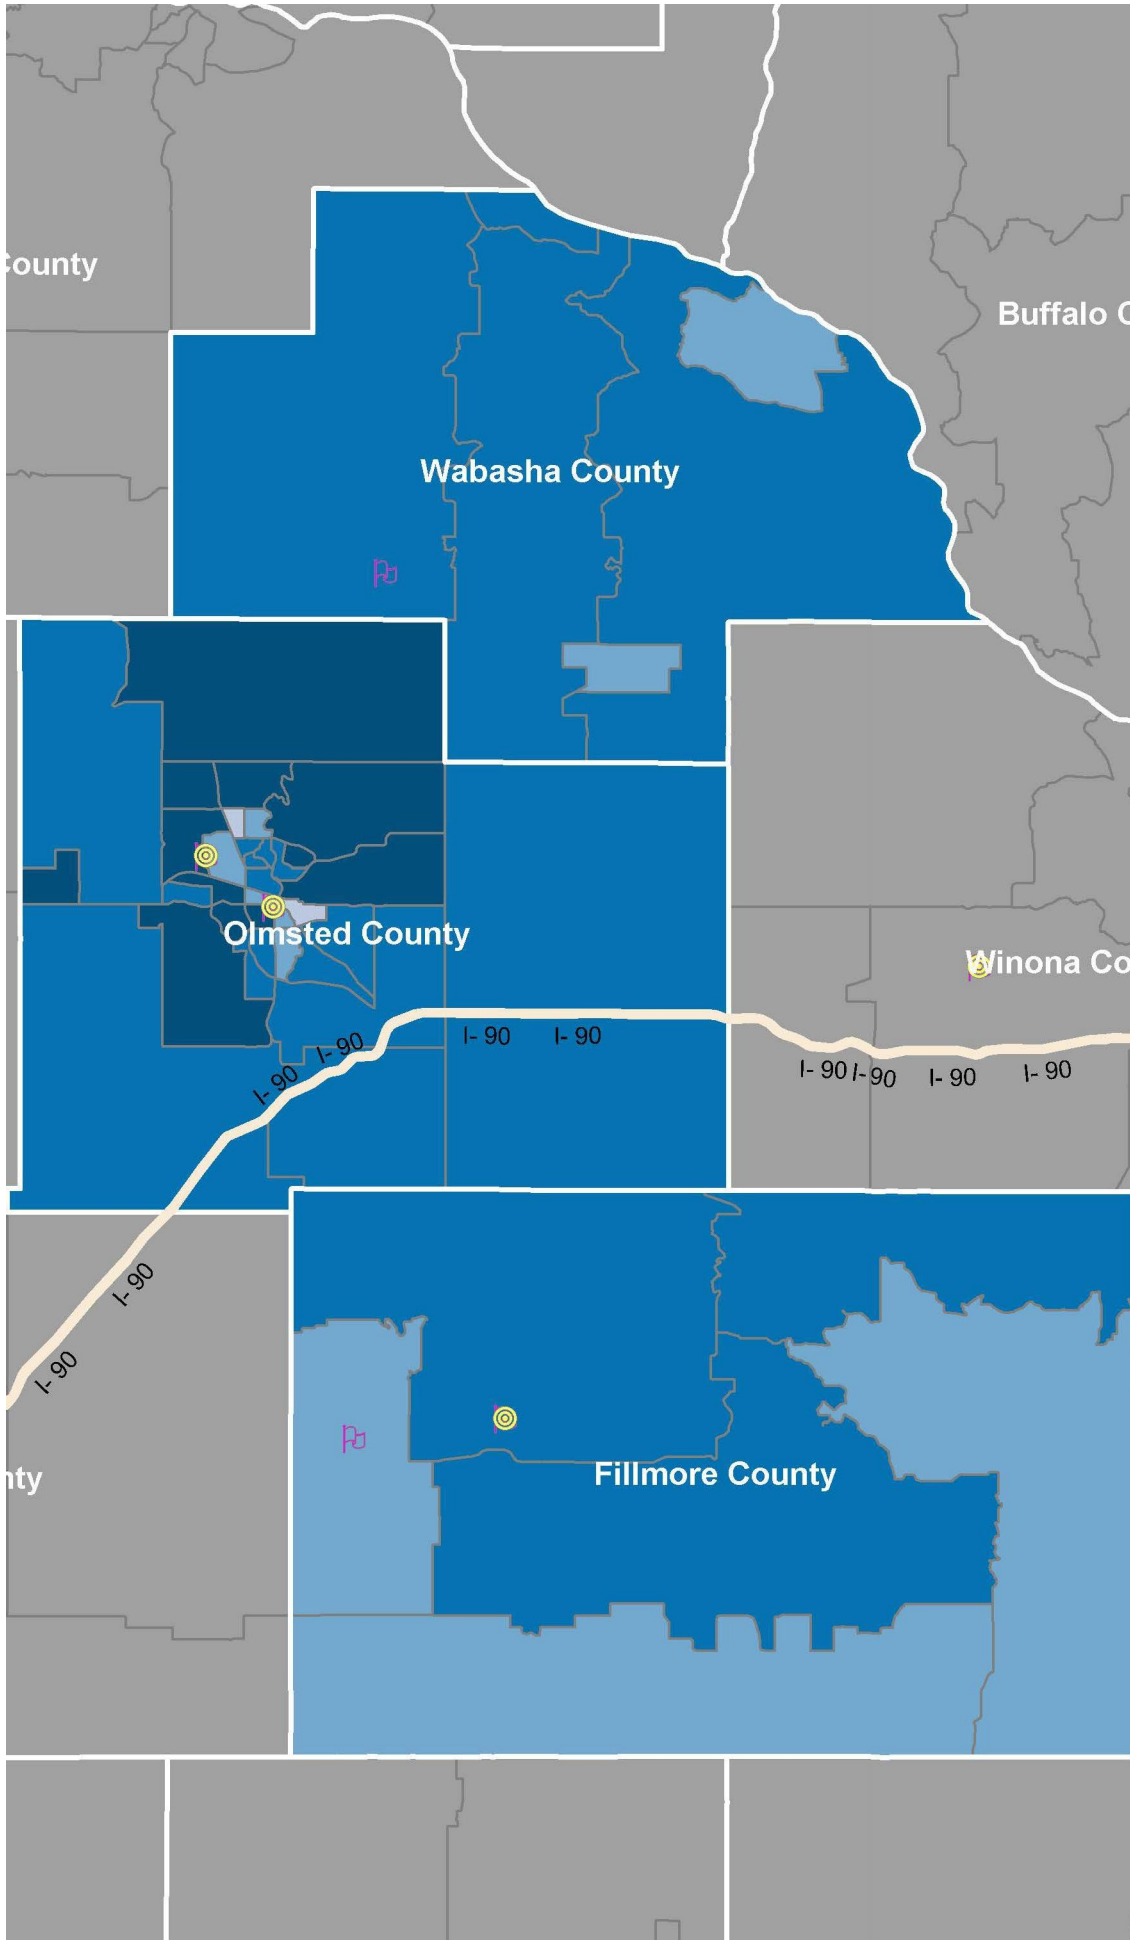 County
Buffalo C
Wabasha County
Olmsted County
Winona Co
I- 90
I- 90
I- 90
I- 90
I- 90
I- 90
I- 90
I- 90
I- 90
I- 90
Fillmore County
nty